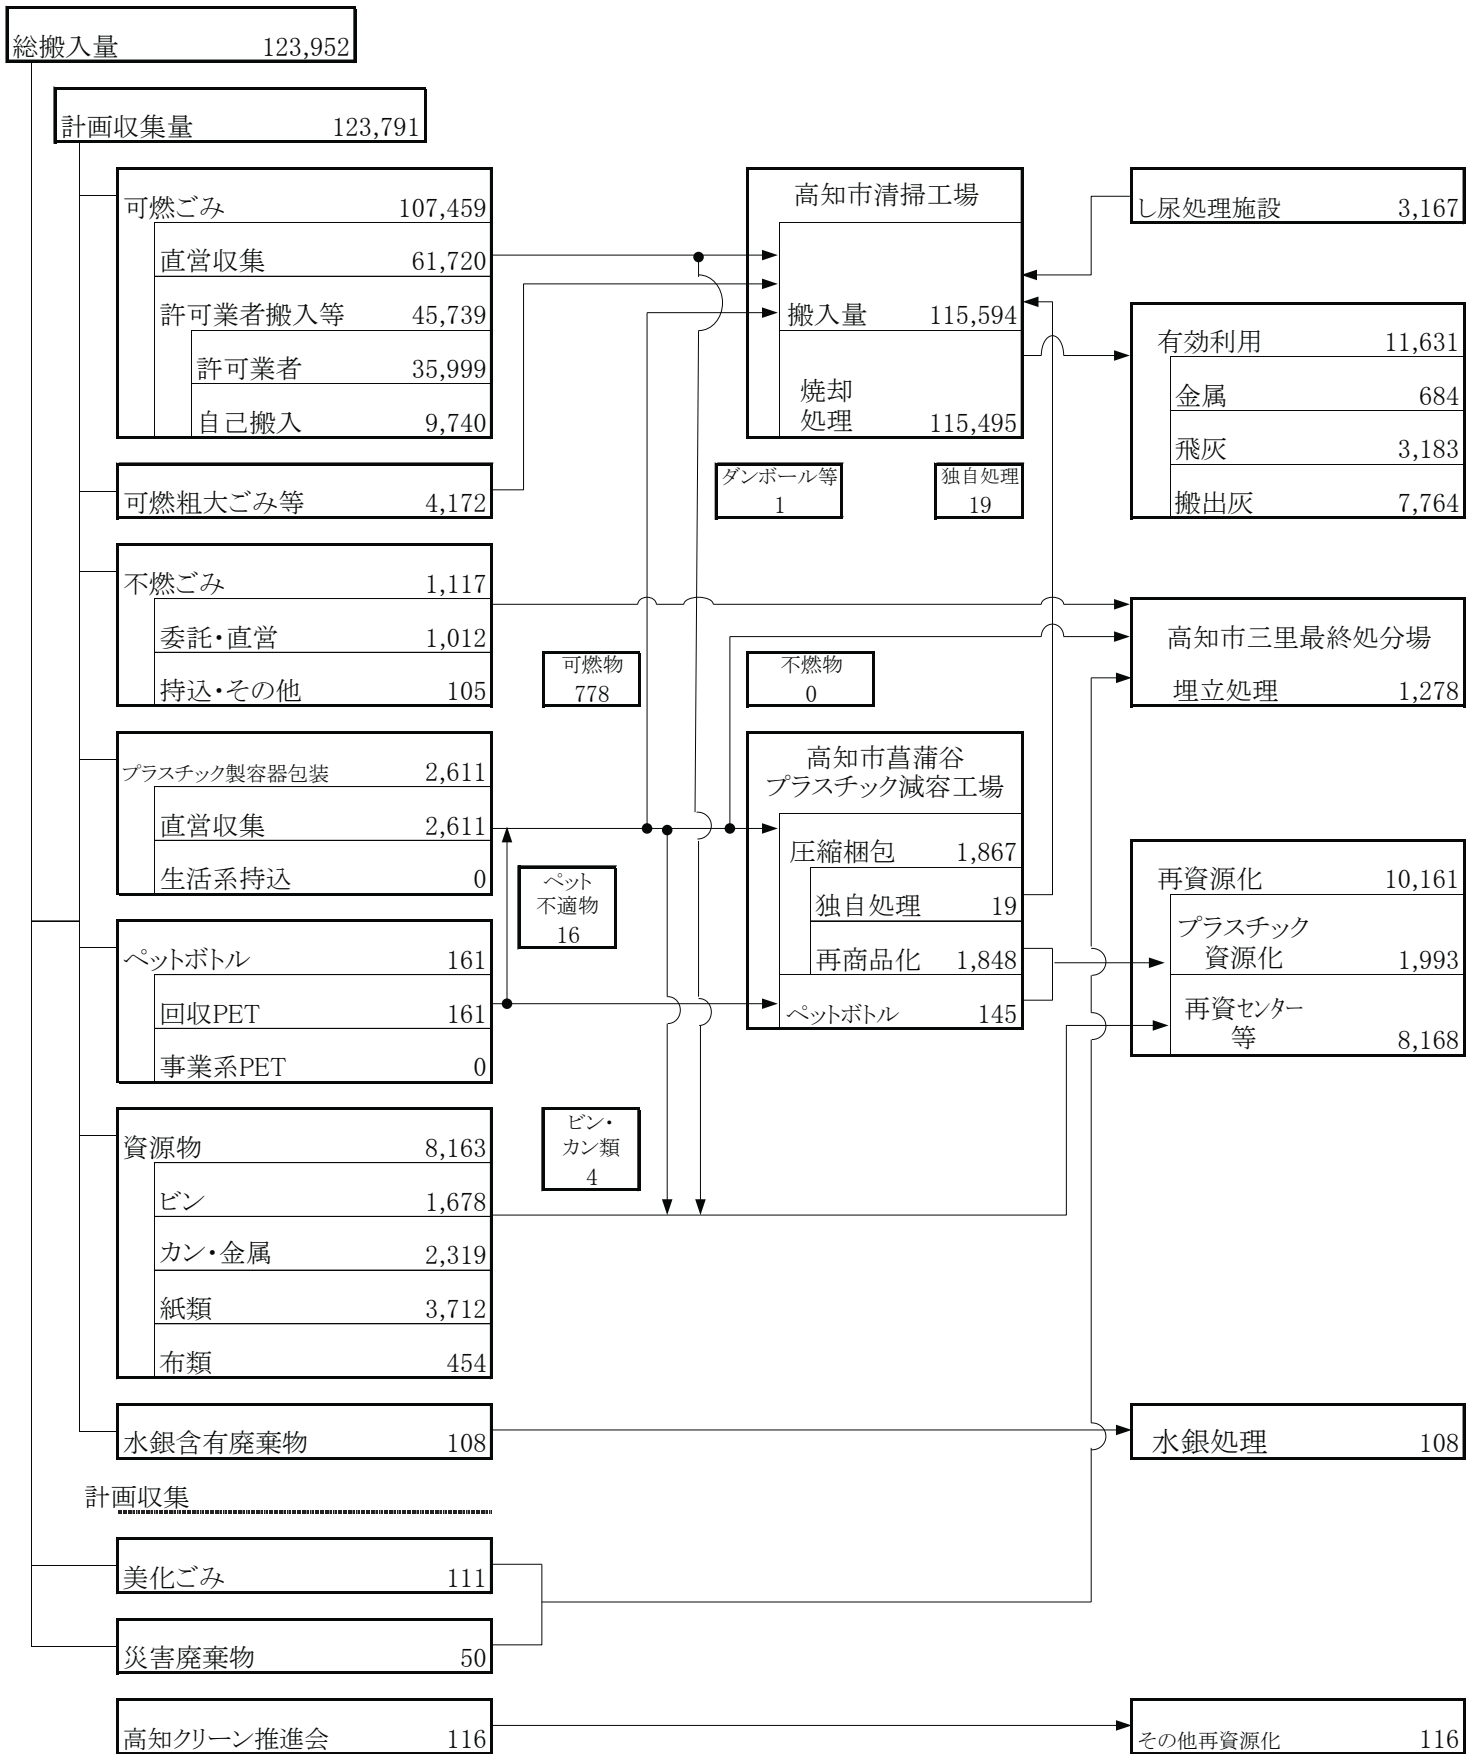 総搬入量 123,952
計画収集量 123,791
可燃ごみ 107,459
直営収集 61,720
許可業者搬入等 45,739
許可業者 35,999
自己搬入 9,740
可燃粗大ごみ等 4,172
不燃ごみ 1,117
委託・直営 1,012
持込・その他 105
プラスチック製容器包装 2,611
直営収集 2,611
生活系持込 0
ペットボトル 161
回収PET 161
事業系PET 0
資源物 8,163
ビン 1,678
カン・金属 2,319
紙類 3,712
布類 454
水銀含有廃棄物 108
計画収集
美化ごみ 111
災害廃棄物 50
高知クリーン推進会 116
可燃物
778
ペット
不適物
16
ビン・
カン類
4
高知市清掃工場
搬入量 115,594
焼却
処理 115,495
ダンボール等
1
独自処理
19
不燃物
0
高知市菖蒲谷
プラスチック減容工場
圧縮梱包 1,867
独自処理 19
再商品化 1,848
ペットボトル 145
し尿処理施設 3,167
有効利用 11,631
金属 684
飛灰 3,183
搬出灰 7,764
高知市三里最終処分場
埋立処理 1,278
再資源化 10,161
プラスチック
資源化 1,993
再資センター
等 8,168
水銀処理 108
その他再資源化 116